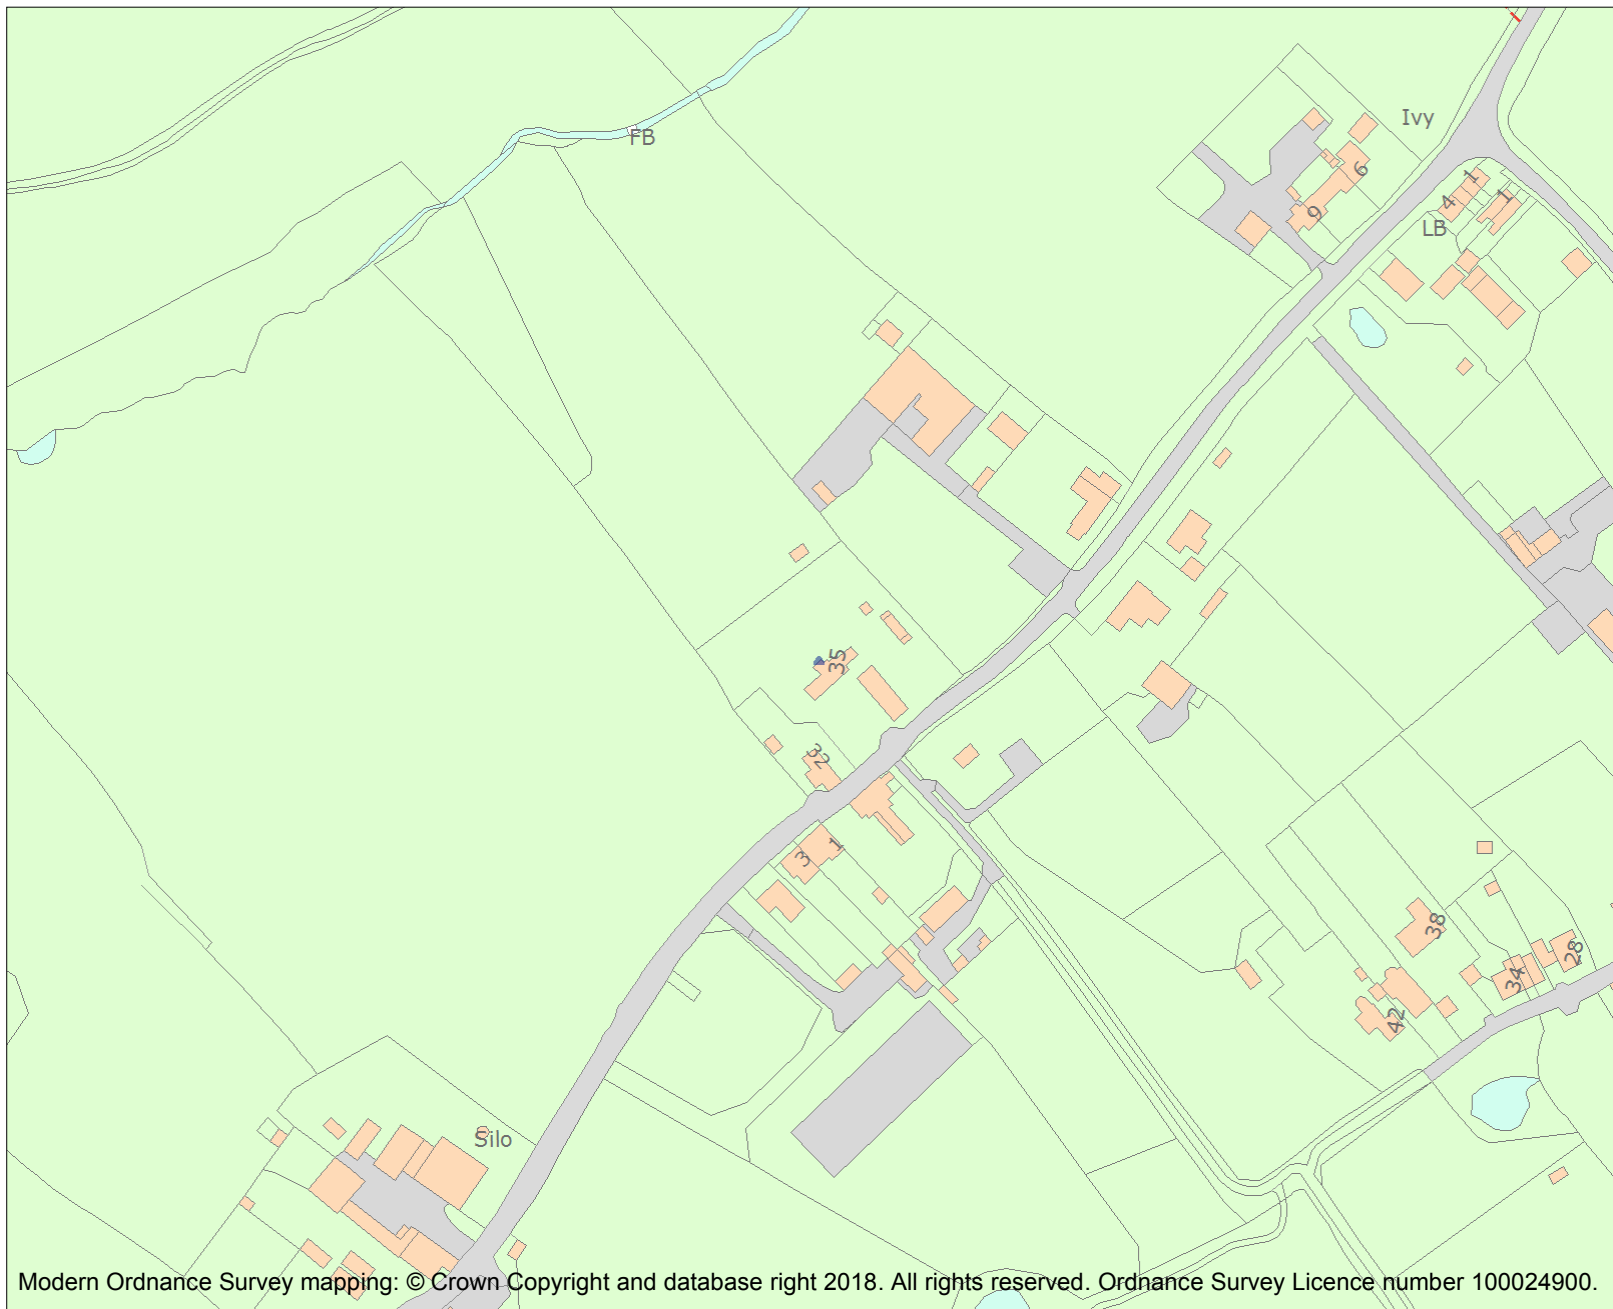 Ivy
FB
6
9
1
4
1
LB
35
32
3
1
38
28
34
42
Silo
Modern Ordnance Survey mapping: © Crown Copyright and database right 2018. All rights reserved. Ordnance Survey Licence number 100024900.